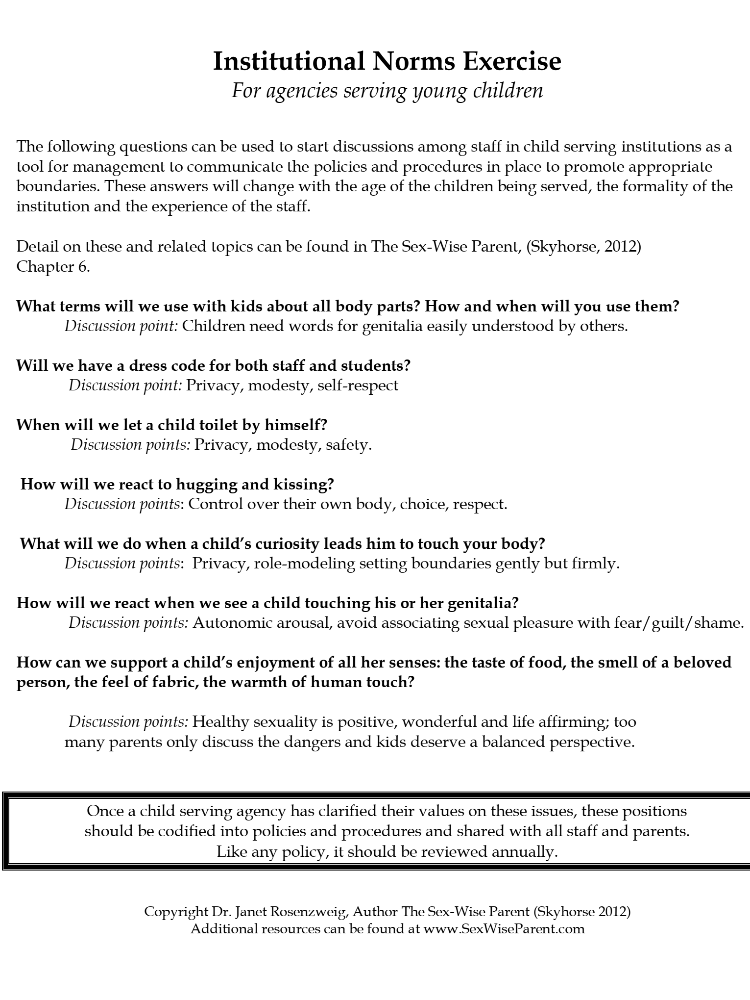 Institutional Norms Exercise
For agencies serving young children
The following questions can be used to start discussions among staff in child serving institutions as a
tool for management to communicate the policies and procedures in place to promote appropriate
boundaries. These answers will change with the age of the children being served, the formality of the
institution and the experience of the staff.
Detail on these and related topics can be found in The Sex-Wise Parent, (Skyhorse, 2012)
Chapter 6.
What terms will we use with kids about all body parts? How and when will you use them?
Discussion point: Children need words for genitalia easily understood by others.
Will we have a dress code for both staff and students?
Discussion point: Privacy, modesty, self-respect
When will we let a child toilet by himself?
Discussion points: Privacy, modesty, safety.
How will we react to hugging and kissing?
Discussion points: Control over their own body, choice, respect.
What will we do when a child’s curiosity leads him to touch your body?
Discussion points:  Privacy, role-modeling setting boundaries gently but firmly.
How will we react when we see a child touching his or her genitalia?
Discussion points: Autonomic arousal, avoid associating sexual pleasure with fear/guilt/shame.
How can we support a child’s enjoyment of all her senses: the taste of food, the smell of a beloved
person, the feel of fabric, the warmth of human touch?
Discussion points: Healthy sexuality is positive, wonderful and life affirming; too
many parents only discuss the dangers and kids deserve a balanced perspective.
Once a child serving agency has clarified their values on these issues, these positions
should be codified into policies and procedures and shared with all staff and parents.
Like any policy, it should be reviewed annually.
Copyright Dr. Janet Rosenzweig, Author The Sex-Wise Parent (Skyhorse 2012)
Additional resources can be found at www.SexWiseParent.com